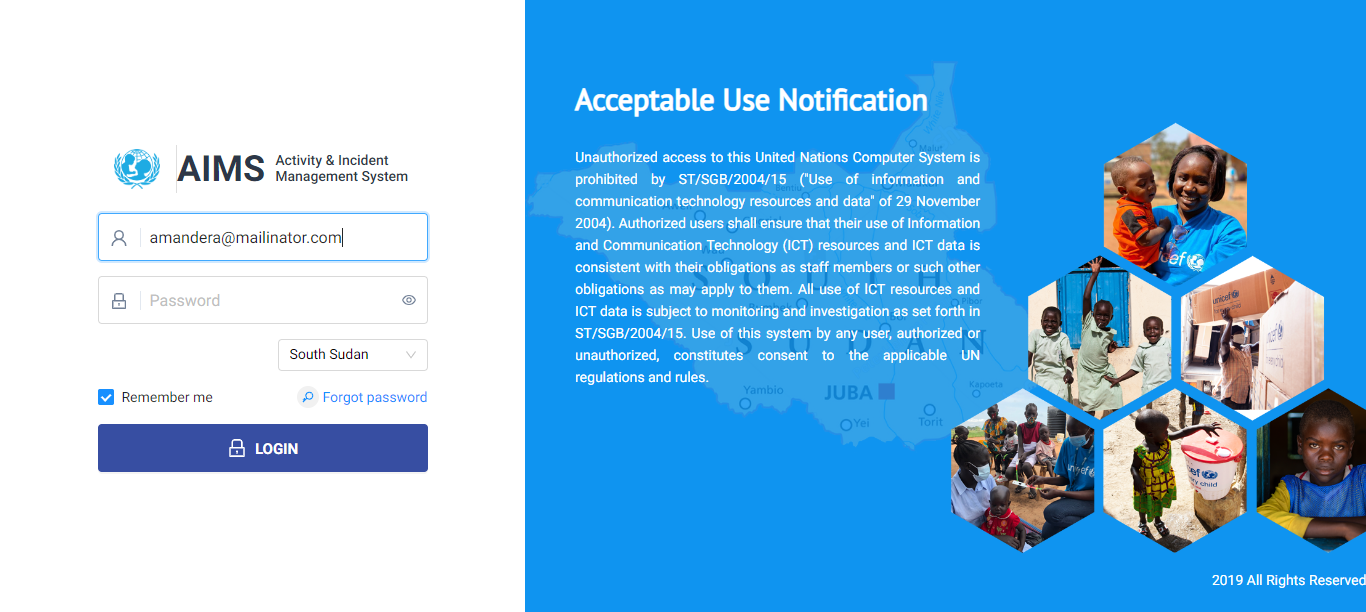 AIMS
Activity & Incident
Management System
amandera@mailinator.com
Password
South Sudan
Remember me
Forgot password
LOGIN
Acceptable Use Notification
Unauthorized access to this United Nations Computer System is
prohibited by ST/SGB/2004/15 ("Use of information and
communication technology resources and data" of 29 November
2004). Authorized users shall ensure that their use of Information
and Communication Technology (ICT) resources and ICT data is
consistent with their obligations as staff members or such other
obligations as may apply to them. All use of ICT resources and
ICT data is subject to monitoring and investigation as set forth in
ST/SGB/2004/15. Use of this system by any user, authorized or
unauthorized, constitutes consent to the applicable UN
regulations and rules.
Malut
SOUTH
SUDAN
Yambio
JUBA
Kapoeta
Yei
Torit
unicef
2019 All Rights Reserved